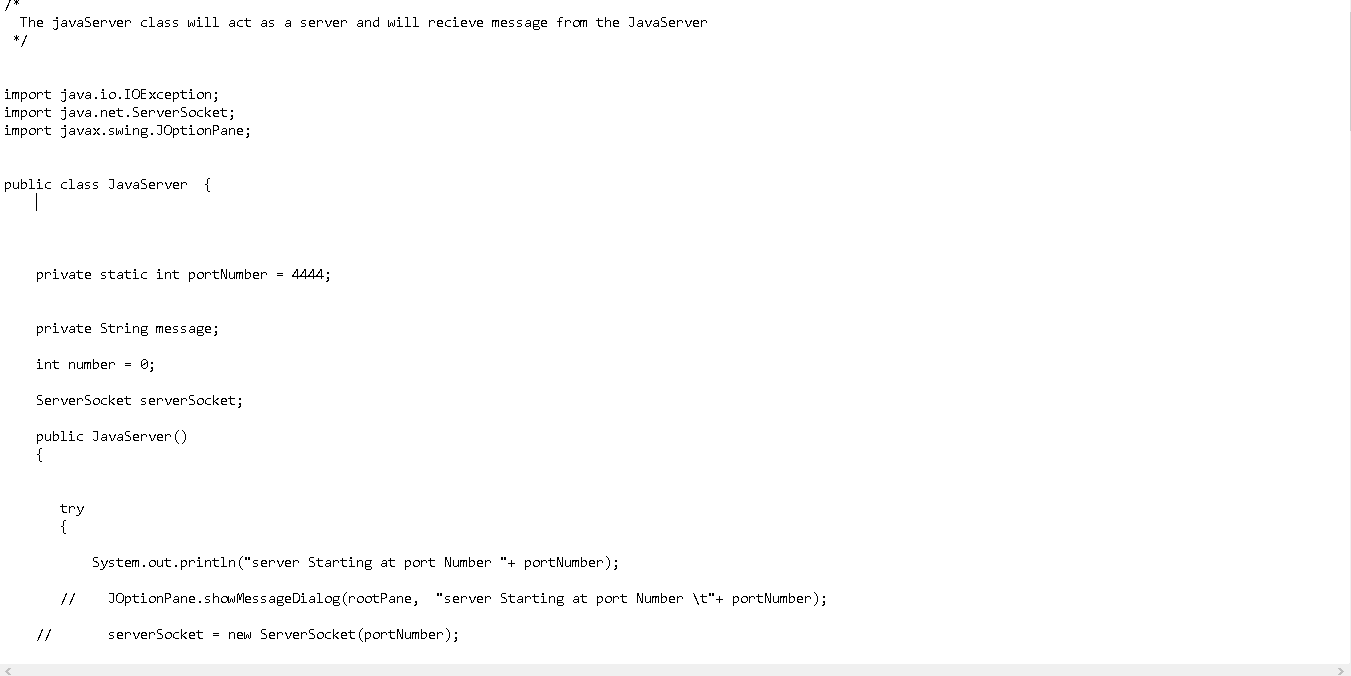 /*
  The javaServer class will act as a server and will recieve message from the JavaServer
 */
import java.io.IOException;
import java.net.ServerSocket;
import javax.swing.JOptionPane;
public class JavaServer  {
    private static int portNumber = 4444;
    private String message;
    int number = 0;
    ServerSocket serverSocket;
    public JavaServer()
    {
       try
       {
           System.out.println("server Starting at port Number "+ portNumber);
       //    JOptionPane.showMessageDialog(rootPane,  "server Starting at port Number \t"+ portNumber);
    //       serverSocket = new ServerSocket(portNumber);